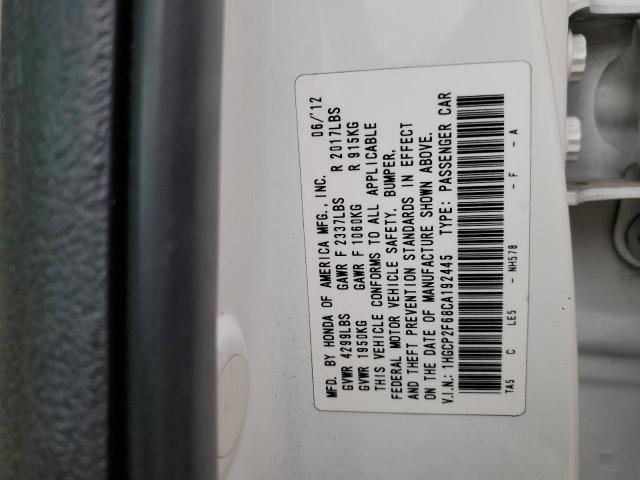 MFD. BY HONDA OF AMERICA MFG., INC. 06/'12
GVWR 4299LBS GAWR F 2337LBS R 2017LBS
GVWR 1950KG GAWR F 1060KG R 915KG
THIS VEHICLE CONFORMS TO ALL APPLICABLE
FEDERAL MOTOR VEHICLE SAFETY, BUMPER,
AND THEFT PREVENTION STANDARDS IN EFFECT
ON THE DATE OF MANUFACTURE SHOWN ABOVE.
V.I.N.: 1HGCP2F68CA192445 TYPE: PASSENGER CAR
TA5 C LE5 - NH578 - F - A